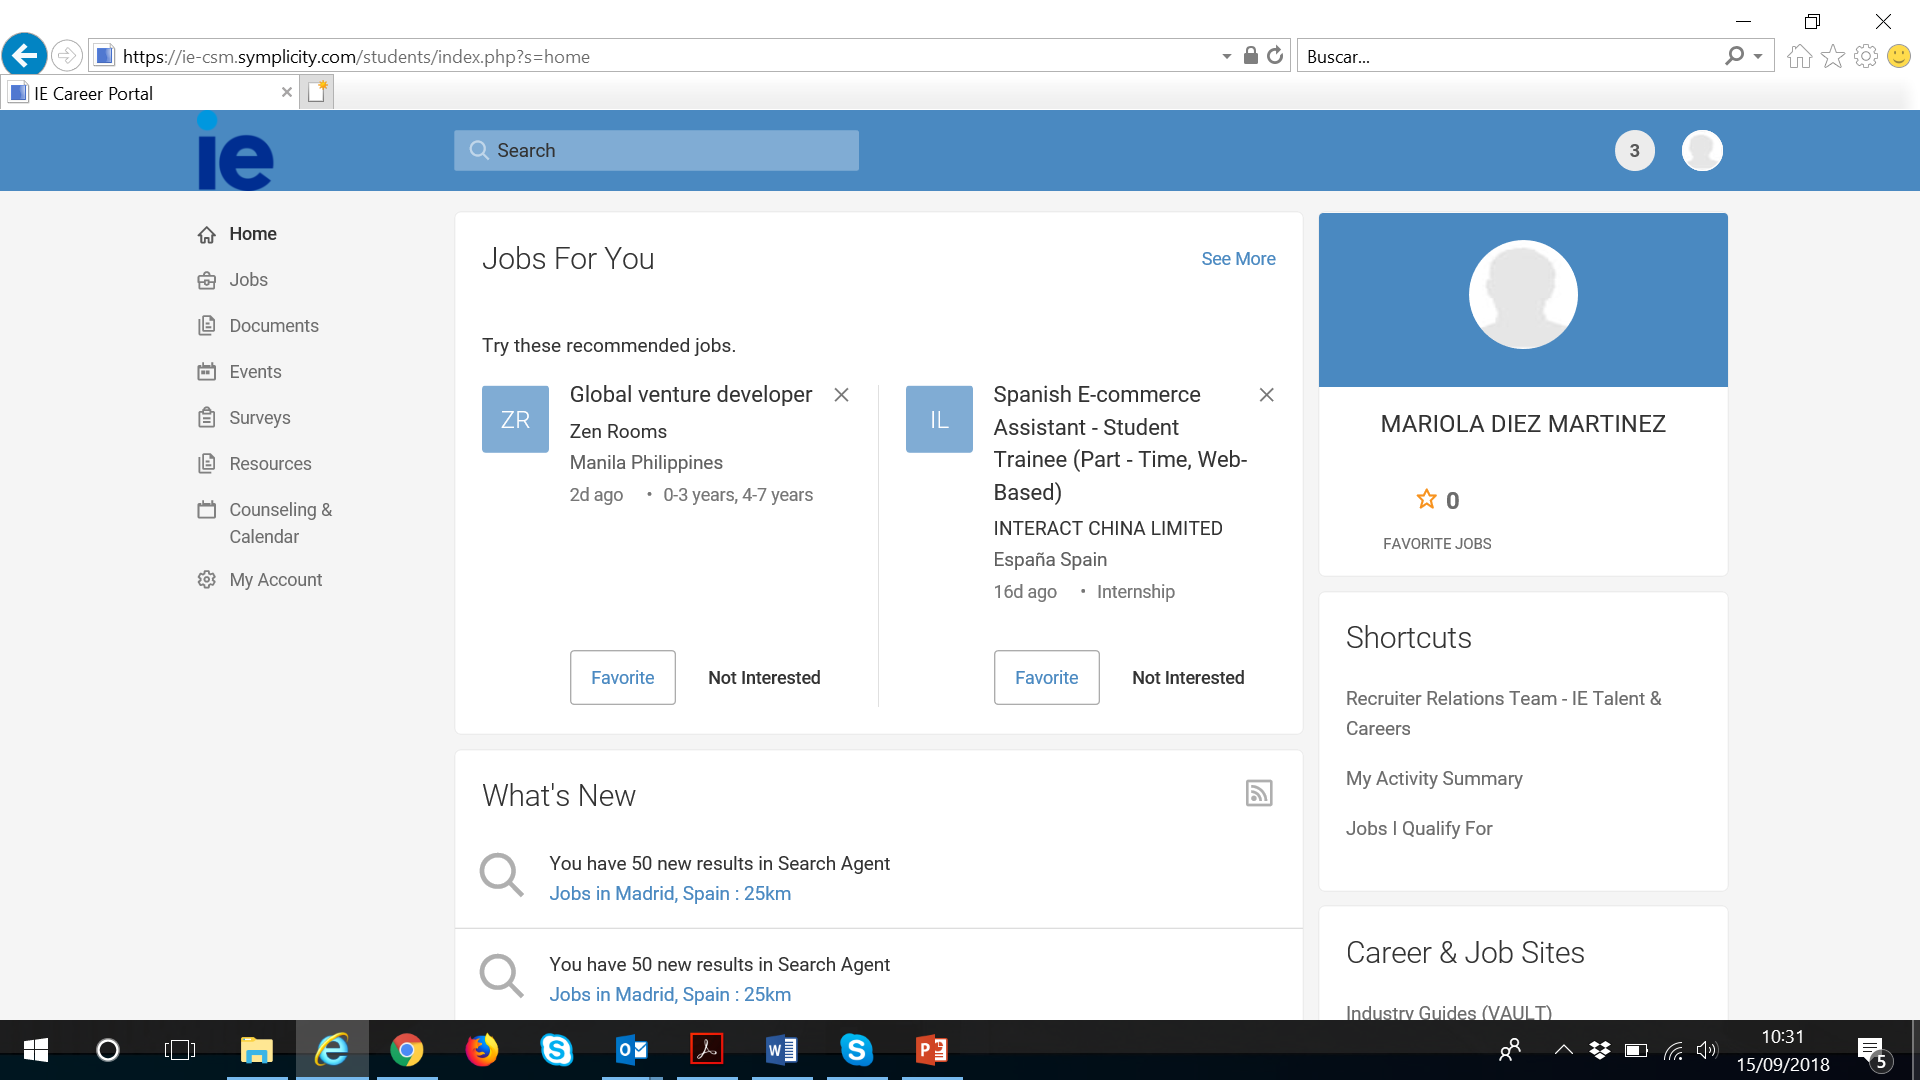 https://ie-csm.symplicity.com/students/index.php?s=home
Buscar...
IE Career Portal
ie
Search
3
Home
Jobs
Documents
Events
Surveys
Resources
Counseling &
Calendar
My Account
Jobs For You
See More
Try these recommended jobs.
ZR
Global venture developer
Zen Rooms
Manila Philippines
2d ago • 0-3 years, 4-7 years
Favorite
Not Interested
IL
Spanish E-commerce
Assistant - Student
Trainee (Part - Time, Web-
Based)
INTERACT CHINA LIMITED
España Spain
16d ago • Internship
Favorite
Not Interested
What's New
You have 50 new results in Search Agent
Jobs in Madrid, Spain : 25km
You have 50 new results in Search Agent
Jobs in Madrid, Spain : 25km
MARIOLA DIEZ MARTINEZ
0
FAVORITE JOBS
Shortcuts
Recruiter Relations Team - IE Talent &
Careers
My Activity Summary
Jobs I Qualify For
Career & Job Sites
Industry Guides (VAULT)
10:31
15/09/2018
5